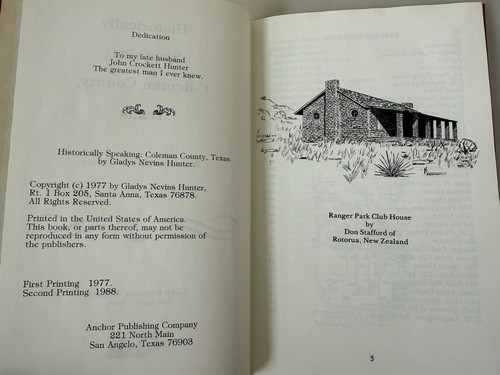 Dedication
To my late husband
John Crockett Hunter
The greatest man I ever knew.
Historically Speaking: Coleman County, Texas
by Gladys Nevins Hunter.
Copyright (c) 1977 by Gladys Nevins Hunter,
Rt. 1 Box 205, Santa Anna, Texas 76878.
All Rights Reserved.
Printed in the United States of America.
This book, or parts thereof, may not be
reproduced in any form without permission of
the publishers.
First Printing 1977.
Second Printing 1988.
Anchor Publishing Company
221 North Main
San Angelo, Texas 76903
Ranger Park Club House
by
Don Stafford of
Rotorua, New Zealand
3